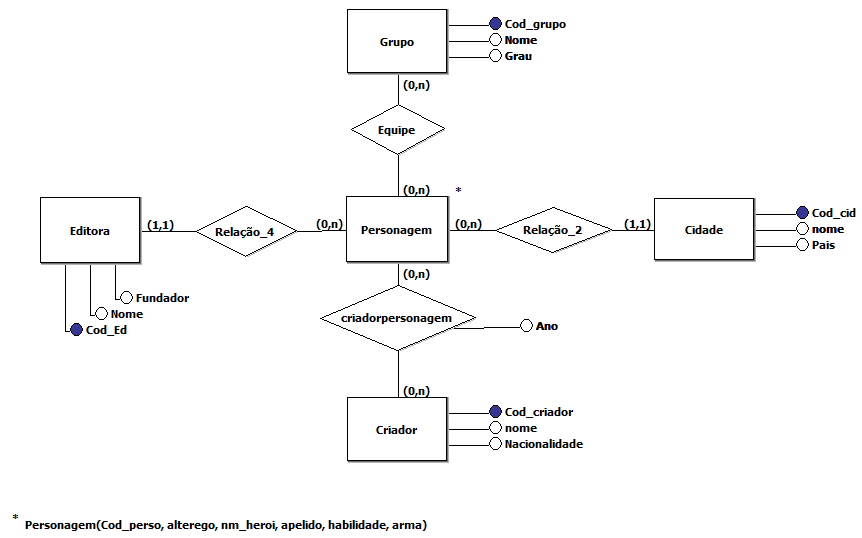 Grupo
Cod_grupo
Nome
Grau
(0,n)
Equipe
(0,n)
*
Editora
(1,1)
Relação_4
(0,n)
Personagem
(0,n)
Relação_2
(1,1)
Cidade
Cod_cid
nome
Pais
Fundador
Nome
Cod_Ed
(0,n)
criadorpersonagem
Ano
(0,n)
Criador
Cod_criador
nome
Nacionalidade
* Personagem(Cod_perso, alterego, nm_heroi, apelido, habilidade, arma)